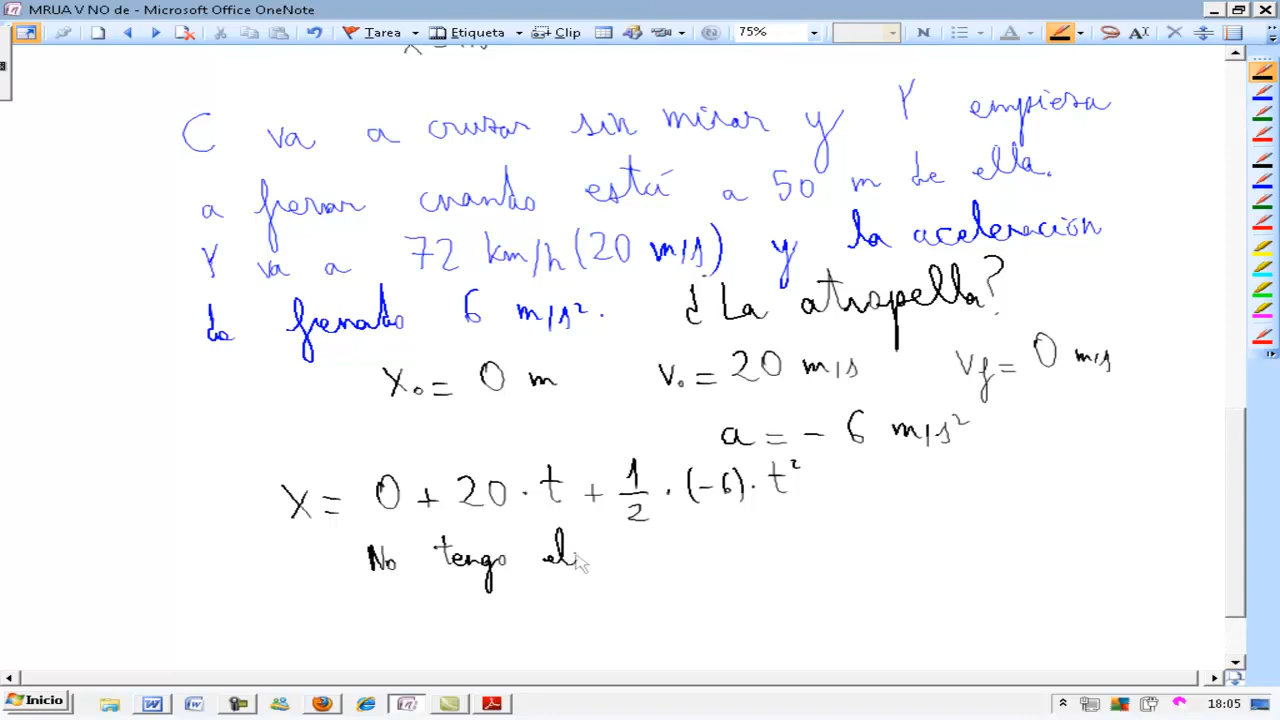 MRUA V NO de - Microsoft Office OneNote
Tarea Etiqueta Clip 75% N A
C va a cruzar sin mirar y Y empieza
a frenar cuando está a 50 m de ella.
Y va a 72 km/h (20 m/s) y la aceleración
de frenado 6 m/s². ¿La atropella?
X₀ = 0 m v₀ = 20 m/s vf = 0 m/s
a = - 6 m/s²
X = 0 + 20 · t + 1/2 · (-6) · t²
No tengo el
Inicio 18:05